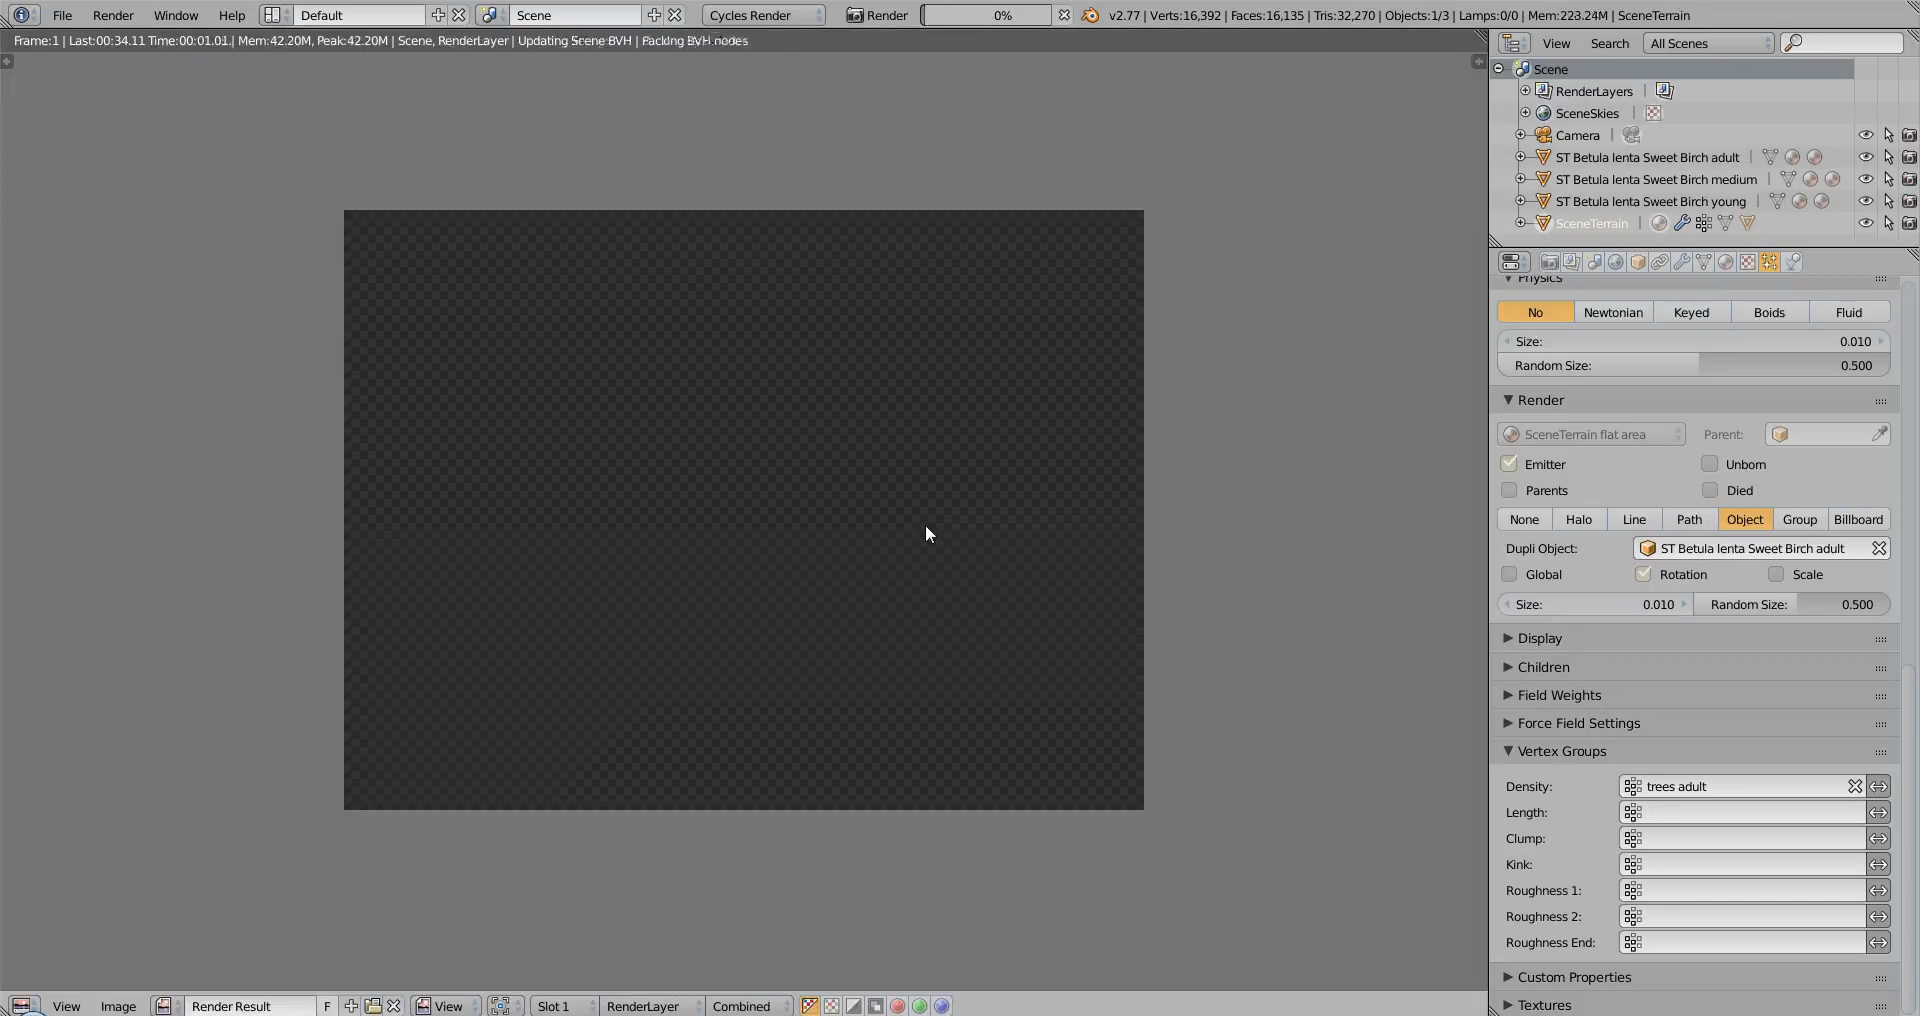 File Render Window Help Default Scene Cycles Render Render 0% v2.77 | Verts:16,392 | Faces:16,135 | Tris:32,270 | Objects:1/3 | Lamps:0/0 | Mem:223.24M | SceneTerrain
Frame:1 | Last:00:34.11 Time:00:01.01 | Mem:42.20M, Peak:42.20M | Scene, RenderLayer | Updating Scene BVH | Packing BVH nodes
View Search All Scenes
Scene
RenderLayers |
SceneSkies |
Camera |
ST Betula lenta Sweet Birch adult |
ST Betula lenta Sweet Birch medium |
ST Betula lenta Sweet Birch young |
SceneTerrain |
Physics
No Newtonian Keyed Boids Fluid
Size: 0.010
Random Size: 0.500
Render
SceneTerrain flat area Parent:
Emitter Unborn
Parents Died
None Halo Line Path Object Group Billboard
Dupli Object: ST Betula lenta Sweet Birch adult
Global Rotation Scale
Size: 0.010 Random Size: 0.500
Display
Children
Field Weights
Force Field Settings
Vertex Groups
Density: trees adult
Length:
Clump:
Kink:
Roughness 1:
Roughness 2:
Roughness End:
Custom Properties
Textures
View Image Render Result F View Slot 1 RenderLayer Combined